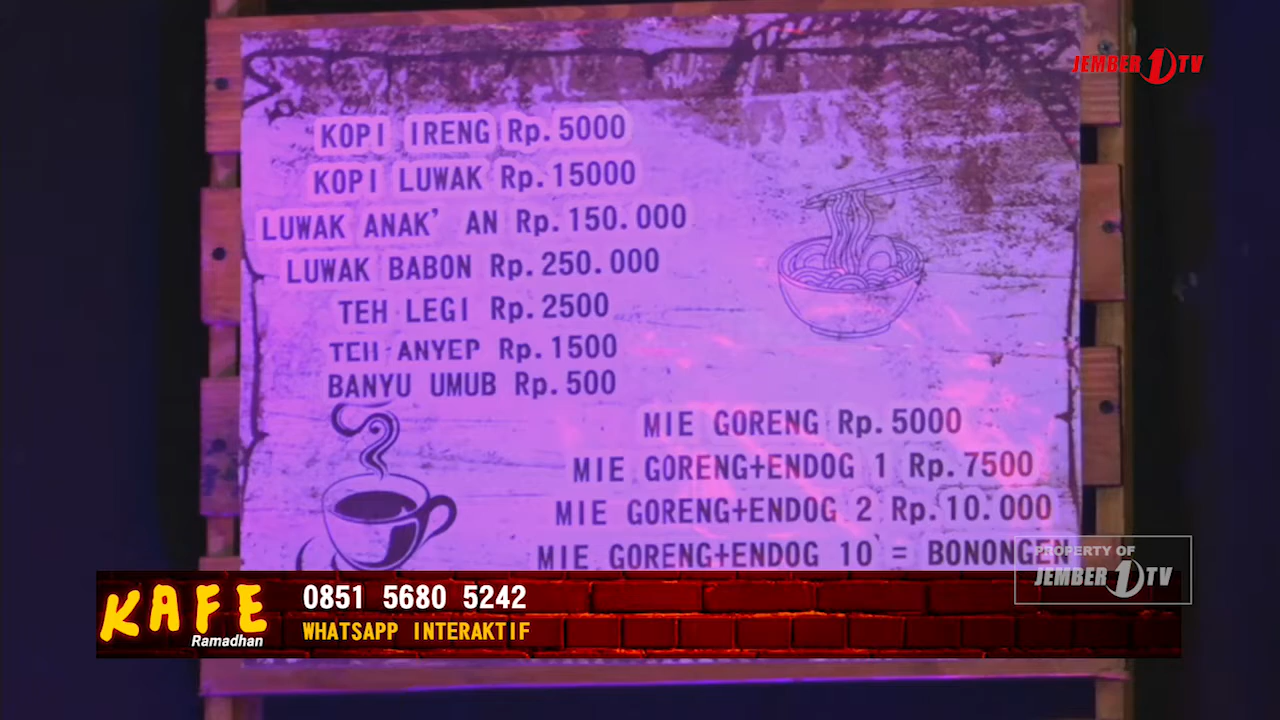 JEMBER 1 TV
KOPI IRENG Rp. 5000
KOPI LUWAK Rp. 15000
LUWAK ANAK' AN Rp. 150.000
LUWAK BABON Rp. 250.000
TEH LEGI Rp. 2500
TEH ANYEP Rp. 1500
BANYU UMUB Rp. 500
MIE GORENG Rp. 5000
MIE GORENG+ENDOG 1 Rp. 7500
MIE GORENG+ENDOG 2 Rp. 10.000
MIE GORENG+ENDOG 10 = BONONGEN
PROPERTY OF
JEMBER 1 TV
KAFE
Ramadhan
0851 5680 5242
WHATSAPP INTERAKTIF